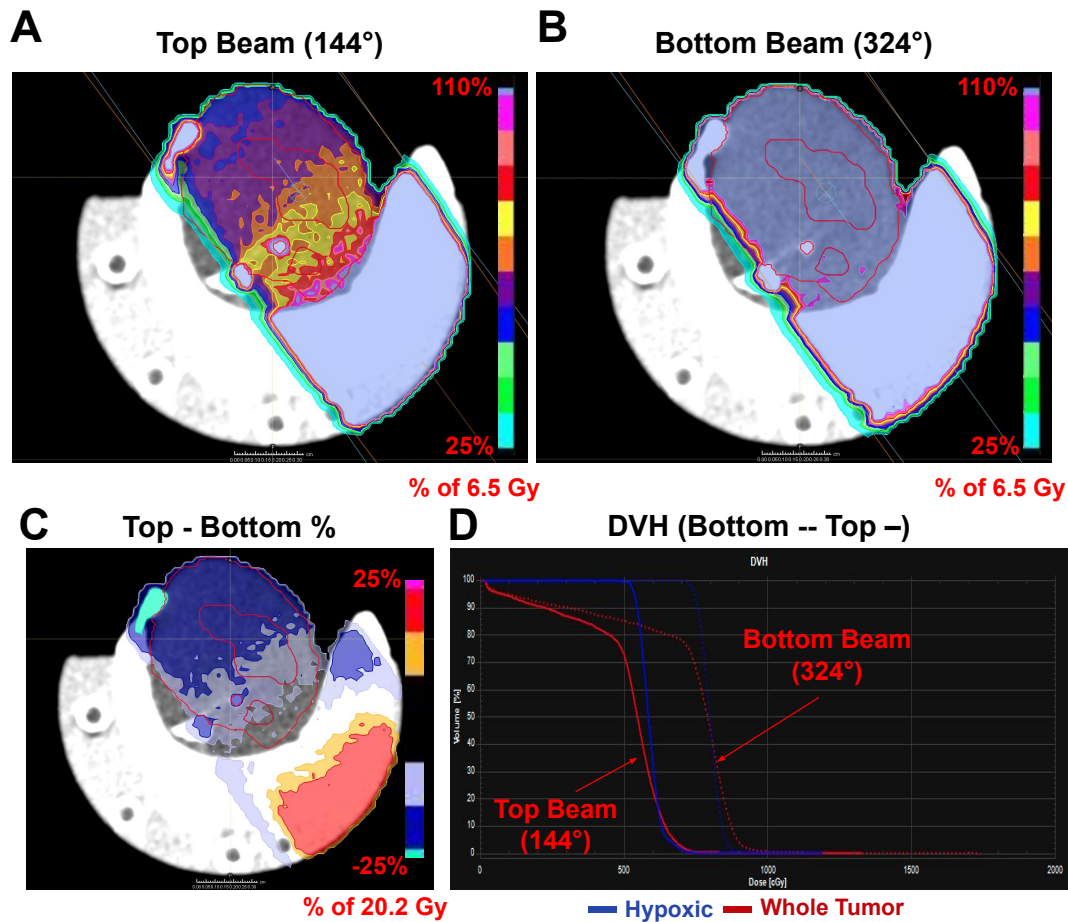 A
Top Beam (144°)
110%
25%
% of 6.5 Gy
B
Bottom Beam (324°)
110%
25%
% of 6.5 Gy
C
Top - Bottom %
25%
-25%
% of 20.2 Gy
D
DVH (Bottom -- Top –)
DVH
Volume [%]
100
90
80
70
60
50
40
30
20
10
0
0
500
1000
1500
2000
Dose [cGy]
Bottom Beam
(324°)
Top Beam
(144°)
Hypoxic
Whole Tumor